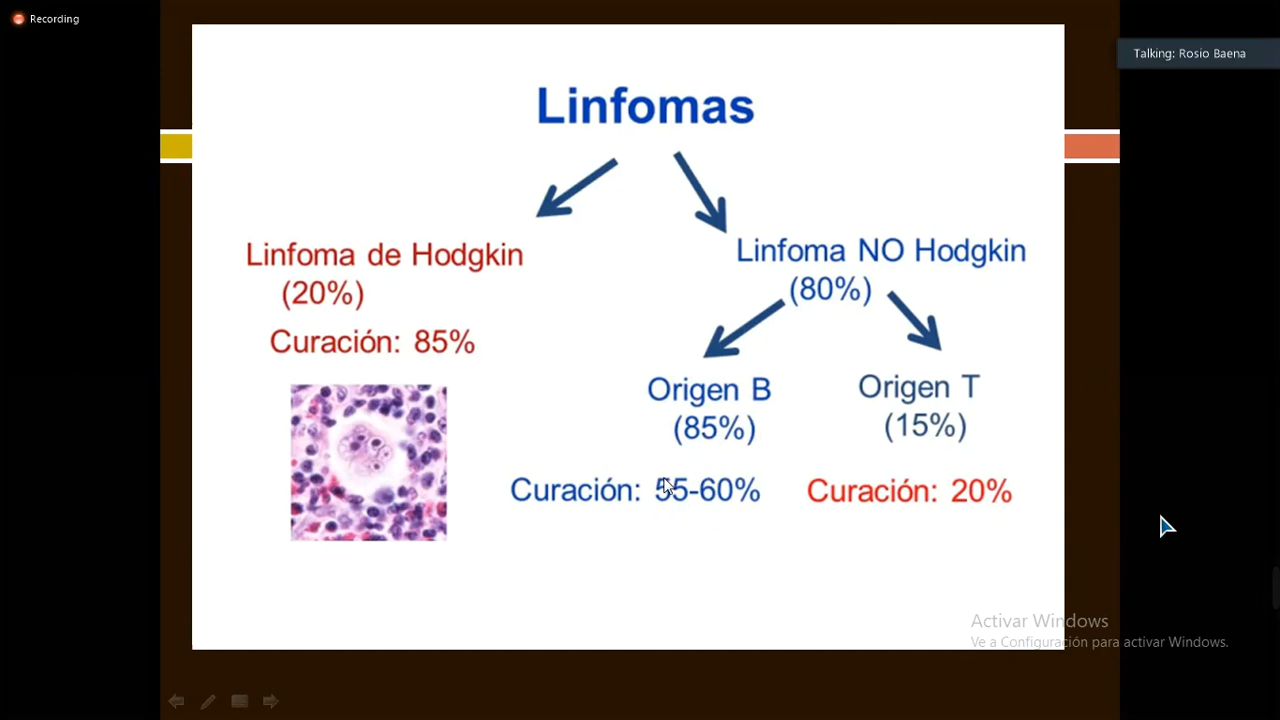 Recording
Talking: Rosio Baena
Linfomas
Linfoma de Hodgkin
(20%)
Curación: 85%
Linfoma NO Hodgkin
(80%)
Origen B
(85%)
Curación: 55-60%
Origen T
(15%)
Curación: 20%
Activar Windows
Ve a Configuración para activar Windows.